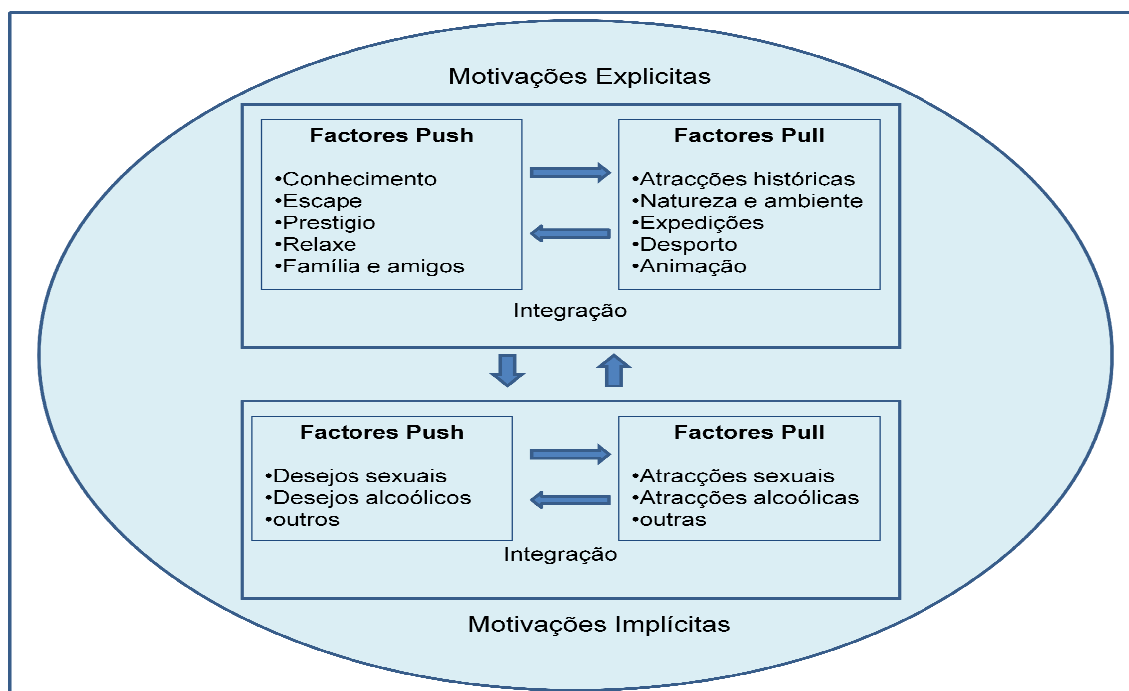 Motivações Explicitas
Factores Push
•Conhecimento
•Escape
•Prestigio
•Relaxe
•Família e amigos
Factores Pull
•Atracções históricas
•Natureza e ambiente
•Expedições
•Desporto
•Animação
Integração
Factores Push
•Desejos sexuais
•Desejos alcoólicos
•outros
Factores Pull
•Atracções sexuais
•Atracções alcoólicas
•outras
Integração
Motivações Implícitas